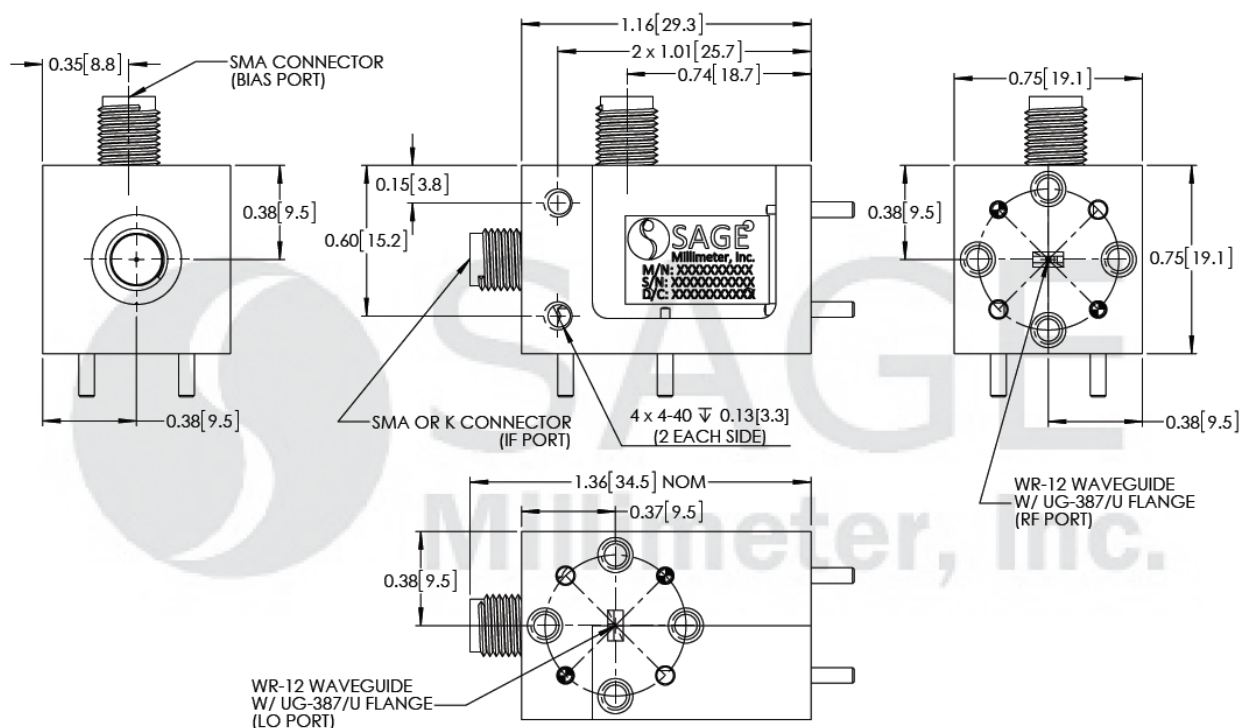 1.16[29.3]
2 x 1.01[25.7]
0.74[18.7]
0.35[8.8]
SMA CONNECTOR
(BIAS PORT)
0.75[19.1]
0.15[3.8]
0.38[9.5]
0.60[15.2]
0.38[9.5]
0.75[19.1]
SAGE
Millimeter, Inc.
M/N: XXXXXXXXXX
S/N: XXXXXXXXXXX
D/C: XXXXXXXXXXX
0.38[9.5]
SMA OR K CONNECTOR
(IF PORT)
4 x 4-40 ↧ 0.13[3.3]
(2 EACH SIDE)
0.38[9.5]
1.36[34.5] NOM
0.37[9.5]
WR-12 WAVEGUIDE
W/ UG-387/U FLANGE
(RF PORT)
0.38[9.5]
WR-12 WAVEGUIDE
W/ UG-387/U FLANGE
(LO PORT)
SAGE
Millimeter, Inc.